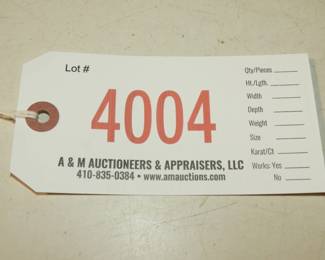 Lot #
4004
A & M AUCTIONEERS & APPRAISERS, LLC
410-835-0384 • www.amauctions.com
Qty/Pieces
Ht./Lgth.
Width
Depth
Weight
Size
Karat/Ct
Works: Yes
No